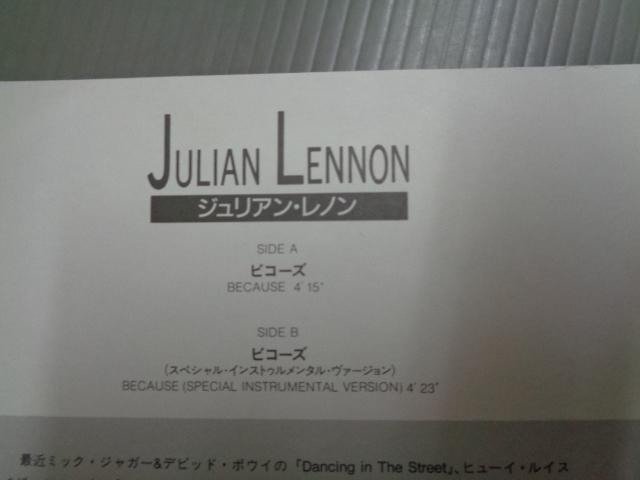 JULIAN LENNON
ジュリアン・レノン
SIDE A
ビコーズ
BECAUSE 4'15"
SIDE B
ビコーズ
(スペシャル・インストゥルメンタル・ヴァージョン)
BECAUSE (SPECIAL INSTRUMENTAL VERSION) 4'23"
最近ミック・ジャガー&デビッド・ボウイの「Dancing in The Street」、ヒューイ・ルイス